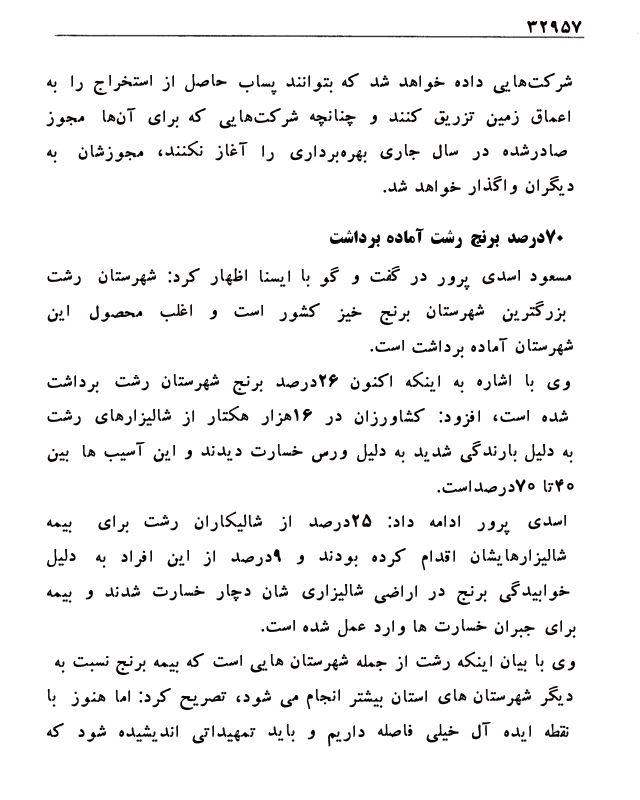 ۳۲۹۵۷
شرکت‌هایی داده خواهد شد که بتوانند پساب حاصل از استخراج را به
اعماق زمین تزریق کنند و چنانچه شرکت‌هایی که برای آن‌ها مجوز
صادرشده در سال جاری بهره‌برداری را آغاز نکنند، مجوزشان به
دیگران واگذار خواهد شد.
۷۰درصد برنج رشت آماده برداشت
مسعود اسدی پرور در گفت و گو با ایسنا اظهار کرد: شهرستان رشت
بزرگترین شهرستان برنج خیز کشور است و اغلب محصول این
شهرستان آماده برداشت است.
وی با اشاره به اینکه اکنون ۲۶درصد برنج شهرستان رشت برداشت
شده است، افزود: کشاورزان در ۱۶هزار هکتار از شالیزارهای رشت
به دلیل بارندگی شدید به دلیل ورس خسارت دیدند و این آسیب ها بین
۴۰تا ۷۰درصداست.
اسدی پرور ادامه داد: ۲۵درصد از شالیکاران رشت برای بیمه
شالیزارهایشان اقدام کرده بودند و ۹درصد از این افراد به دلیل
خوابیدگی برنج در اراضی شالیزاری شان دچار خسارت شدند و بیمه
برای جبران خسارت ها وارد عمل شده است.
وی با بیان اینکه رشت از جمله شهرستان هایی است که بیمه برنج نسبت به
دیگر شهرستان های استان بیشتر انجام می شود، تصریح کرد: اما هنوز با
نقطه ایده آل خیلی فاصله داریم و باید تمهیداتی اندیشیده شود که